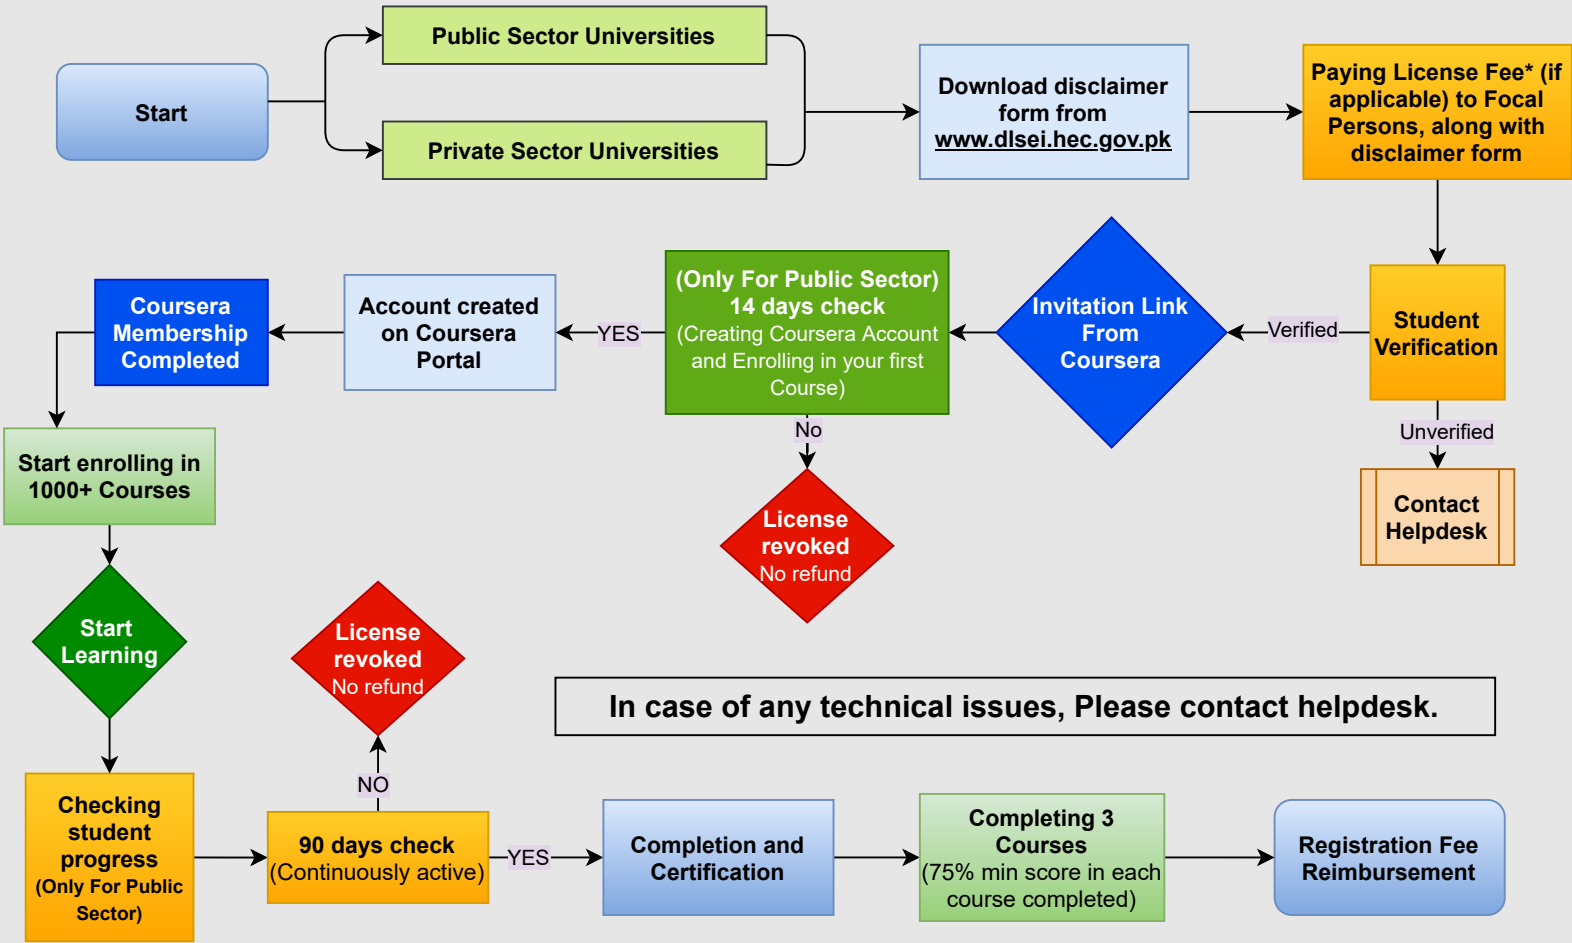 Start
Public Sector Universities
Private Sector Universities
Download disclaimer
form from
www.dlsei.hec.gov.pk
Paying License Fee* (if
applicable) to Focal
Persons, along with
disclaimer form
Student
Verification
Verified
Unverified
Contact
Helpdesk
Invitation Link
From
Coursera
(Only For Public Sector)
14 days check
(Creating Coursera Account
and Enrolling in your first
Course)
YES
No
License
revoked
No refund
Account created
on Coursera
Portal
Coursera
Membership
Completed
Start enrolling in
1000+ Courses
Start
Learning
Checking
student
progress
(Only For Public
Sector)
90 days check
(Continuously active)
NO
License
revoked
No refund
YES
Completion and
Certification
Completing 3
Courses
(75% min score in each
course completed)
Registration Fee
Reimbursement
In case of any technical issues, Please contact helpdesk.